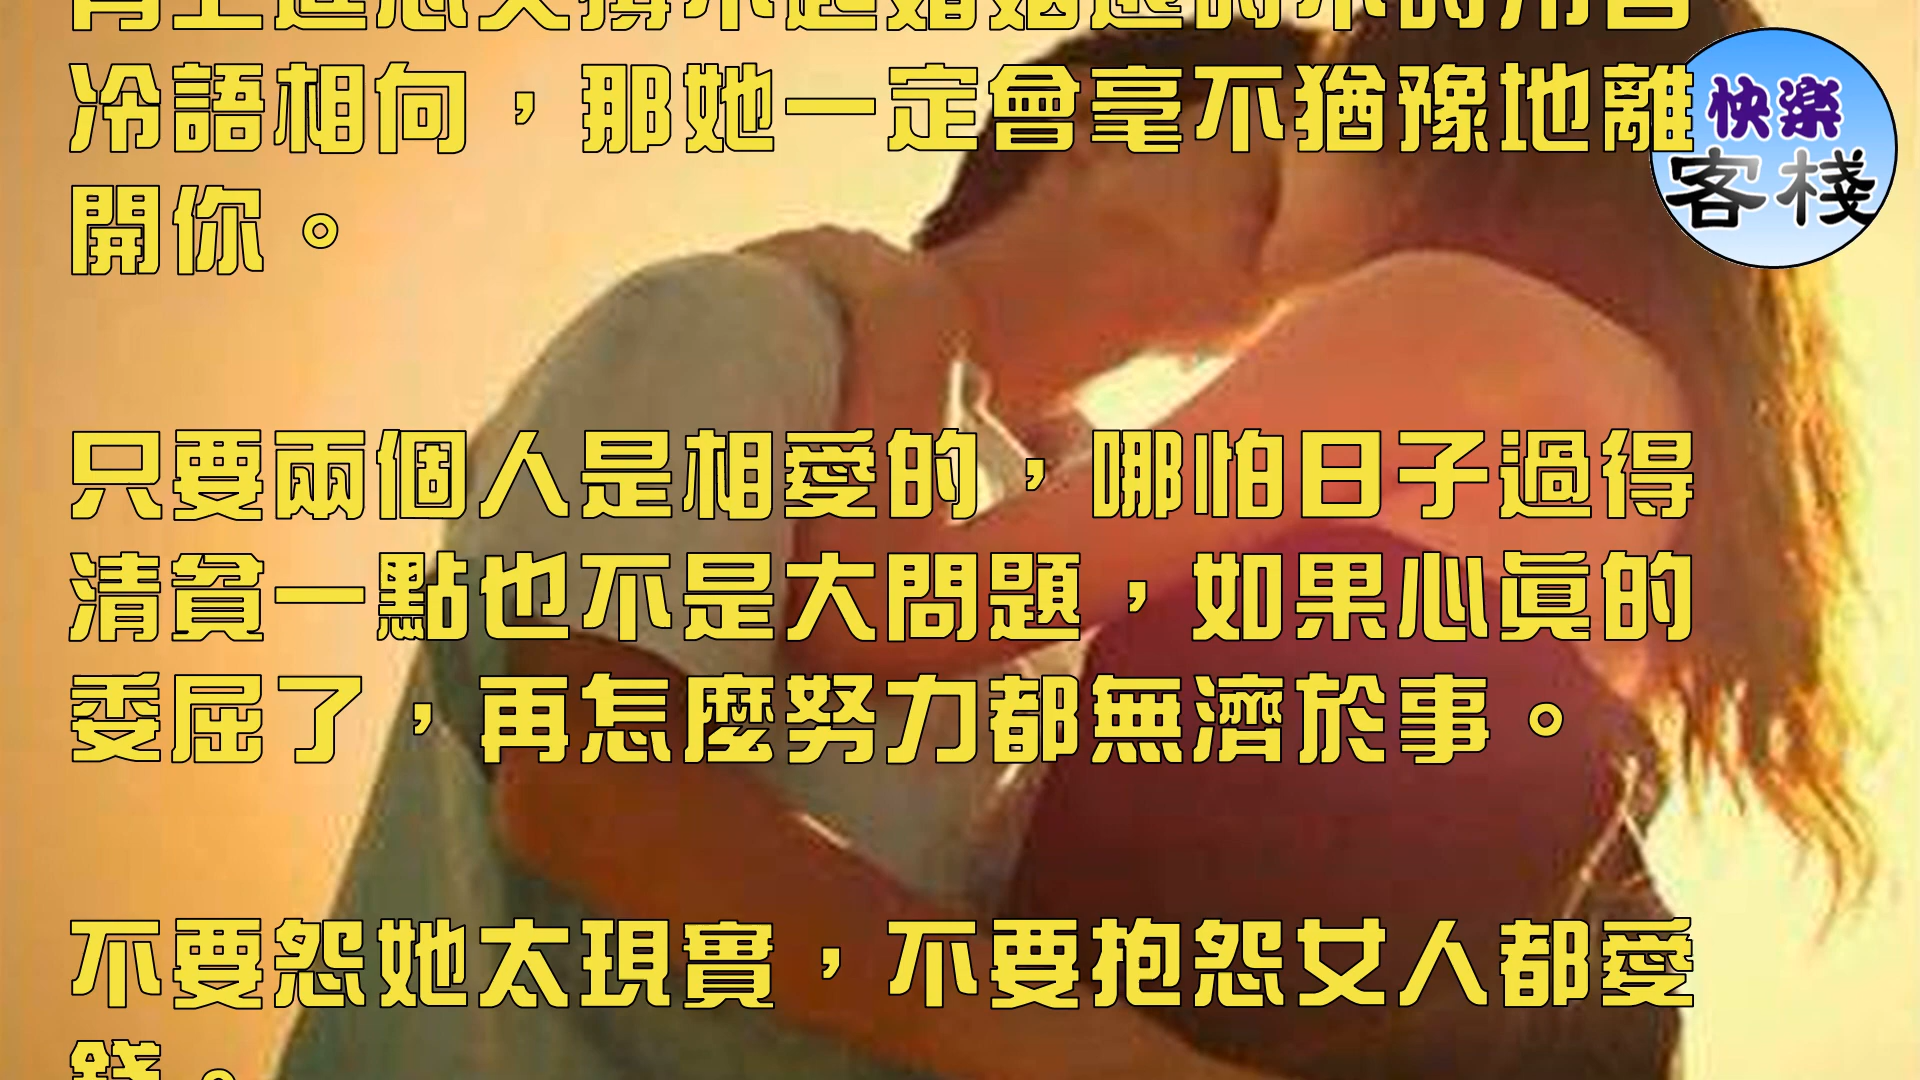 冷語相向，那她一定會毫不猶豫地離
開你。
只要兩個人是相愛的，哪怕日子過得
清貧一點也不是大問題，如果心真的
委屈了，再怎麼努力都無濟於事。
不要怨她太現實，不要抱怨女人都愛
錢。
快樂
客棧